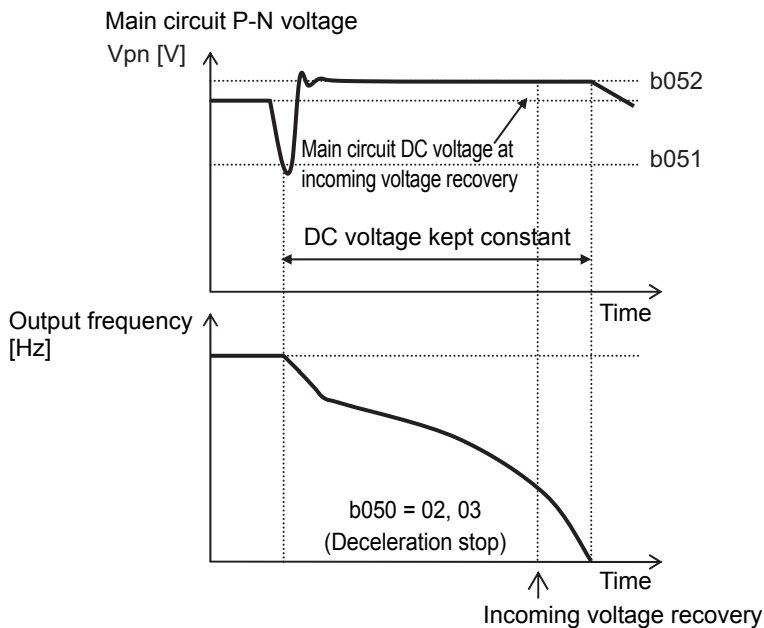 Main circuit P-N voltage
Vpn [V]
b052
Main circuit DC voltage at
incoming voltage recovery
b051
DC voltage kept constant
Time
Output frequency
[Hz]
b050 = 02, 03
(Deceleration stop)
Time
Incoming voltage recovery